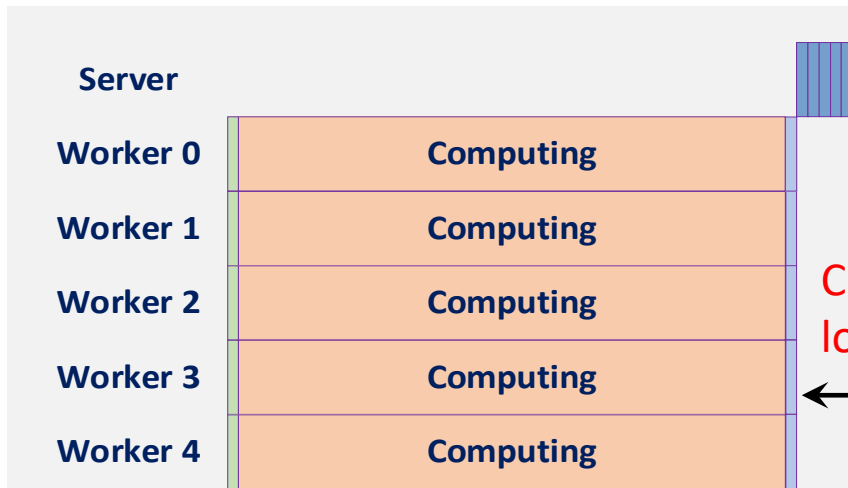 Server
Worker 0 Computing
Worker 1 Computing
Worker 2 Computing
Worker 3 Computing
Worker 4 Computing